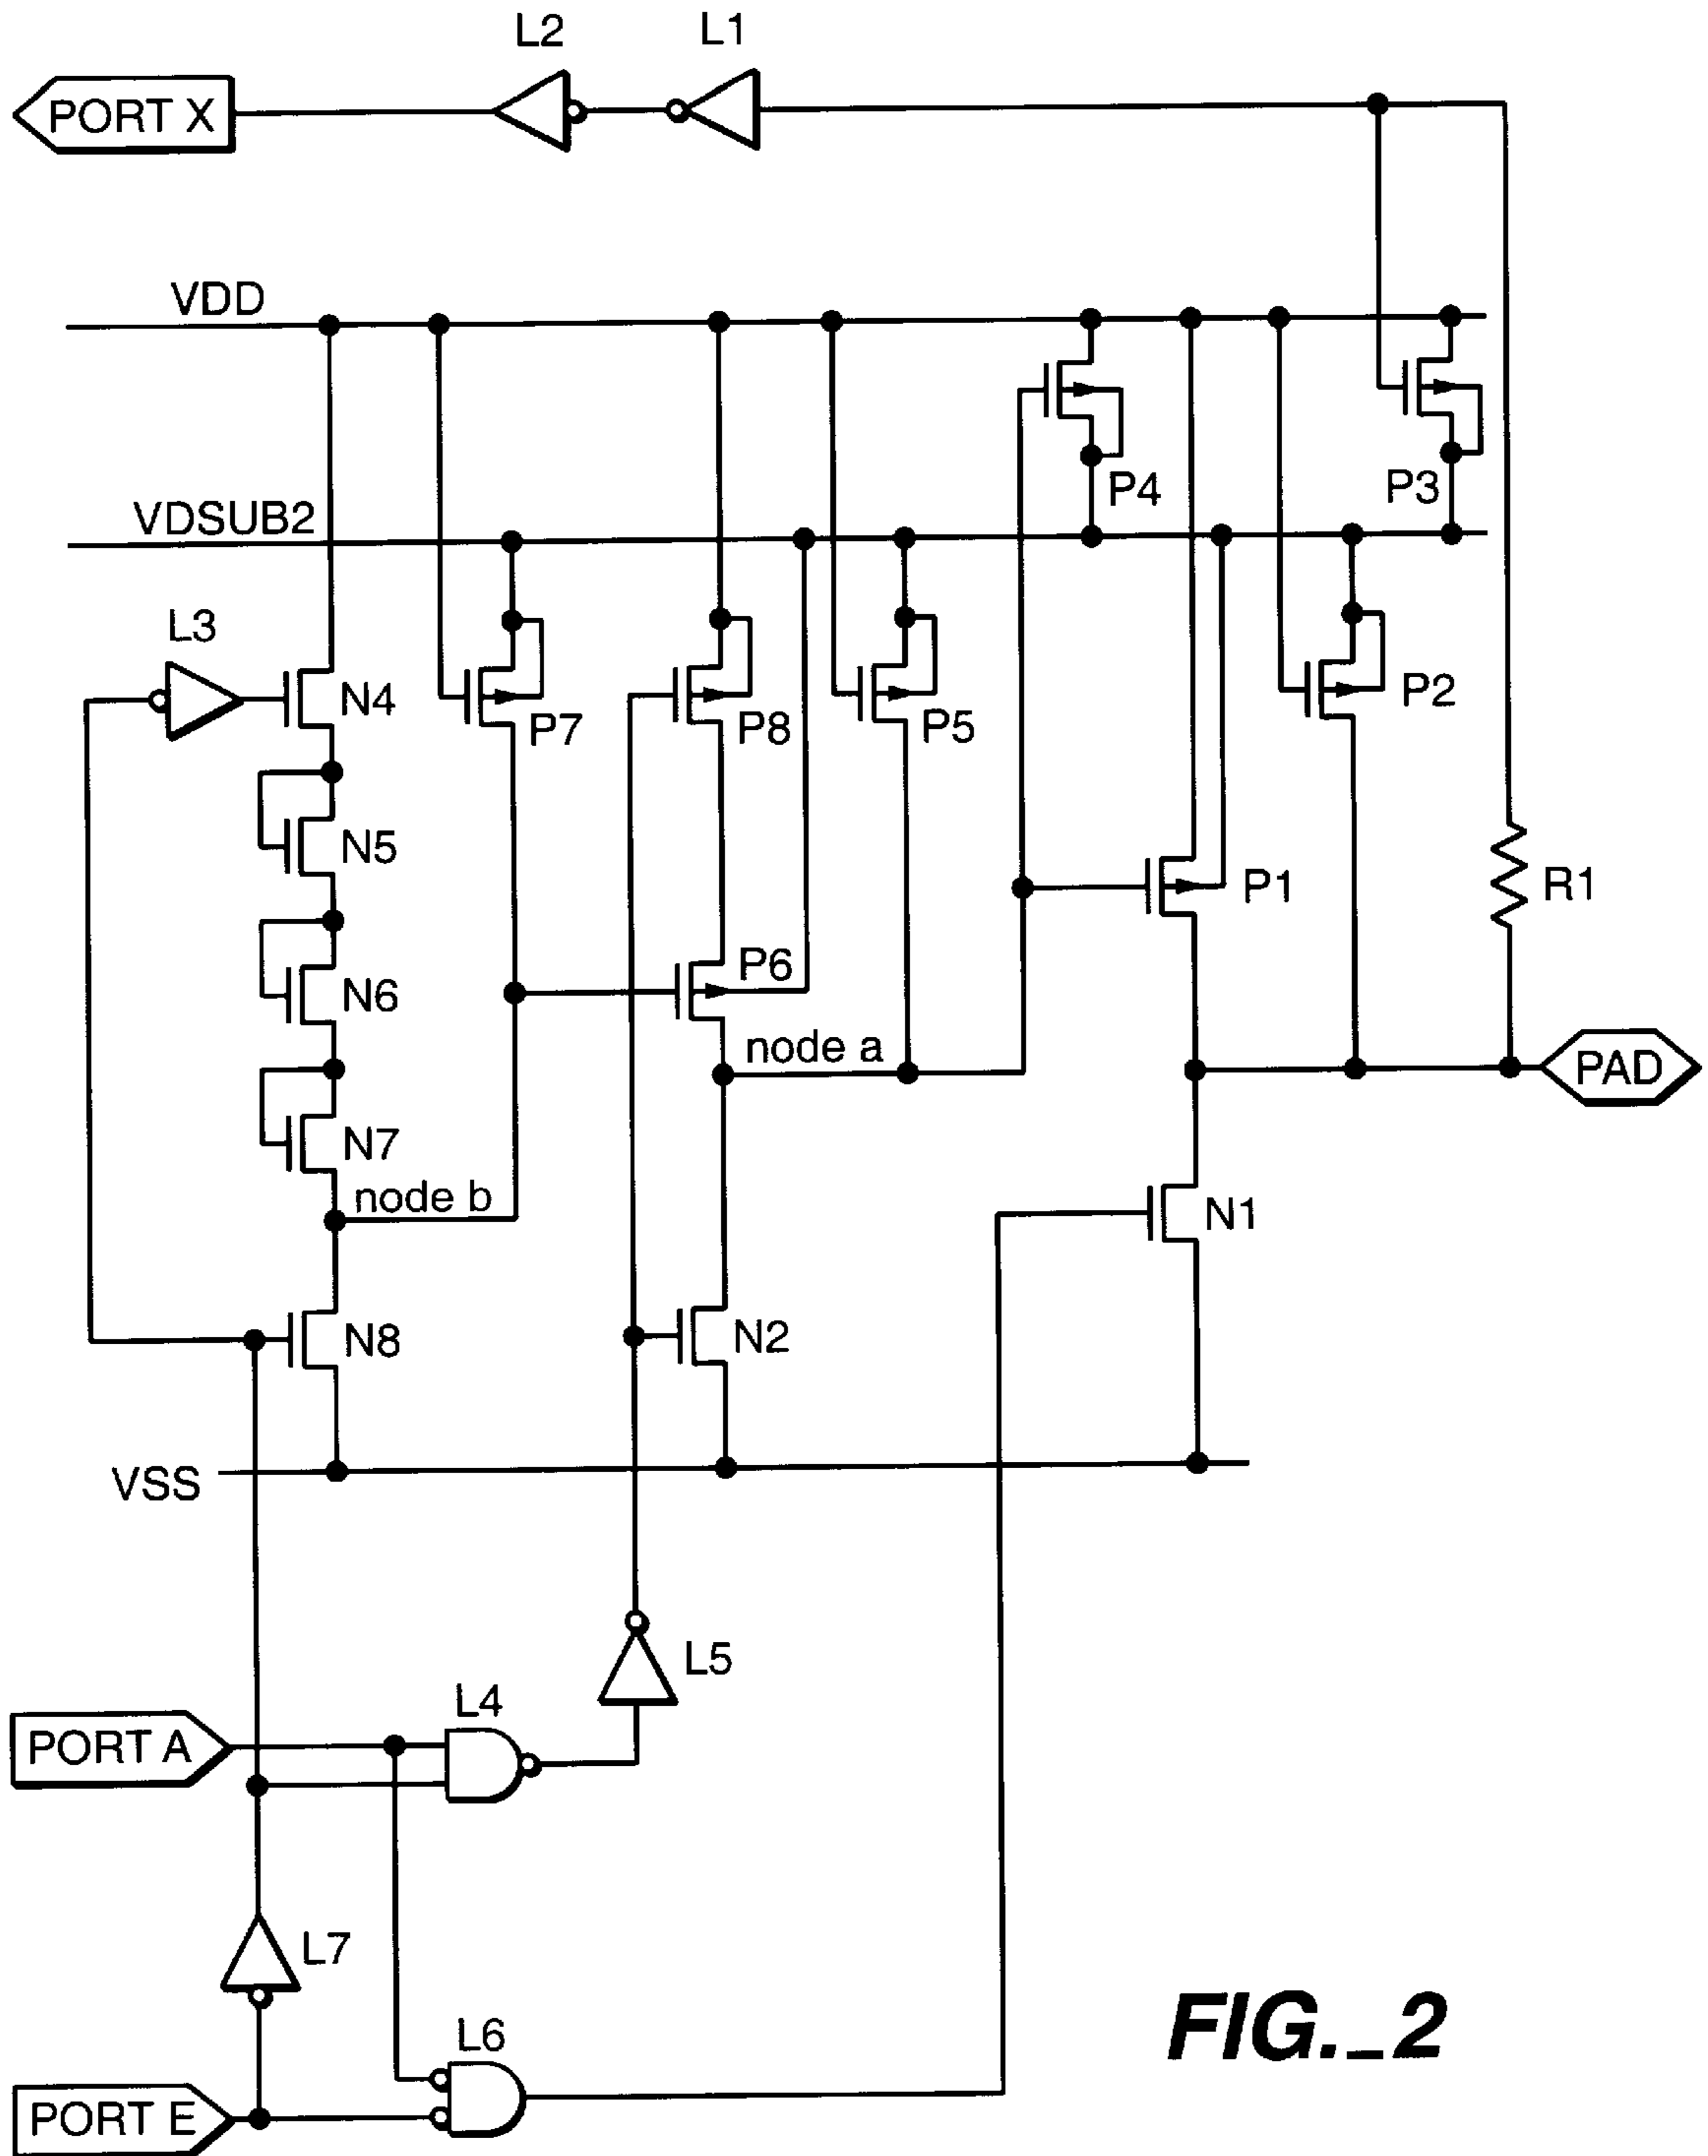 L2 L1
PORT X
VDD
P4 P3
VDSUB2
L3
N4 P7 P8 P5 P2
N5 P1 R1
N6 P6
node a
PAD
N7
node b
N1
N8 N2
VSS
L5
L4
PORT A
L7
L6
PORT E
FIG._2